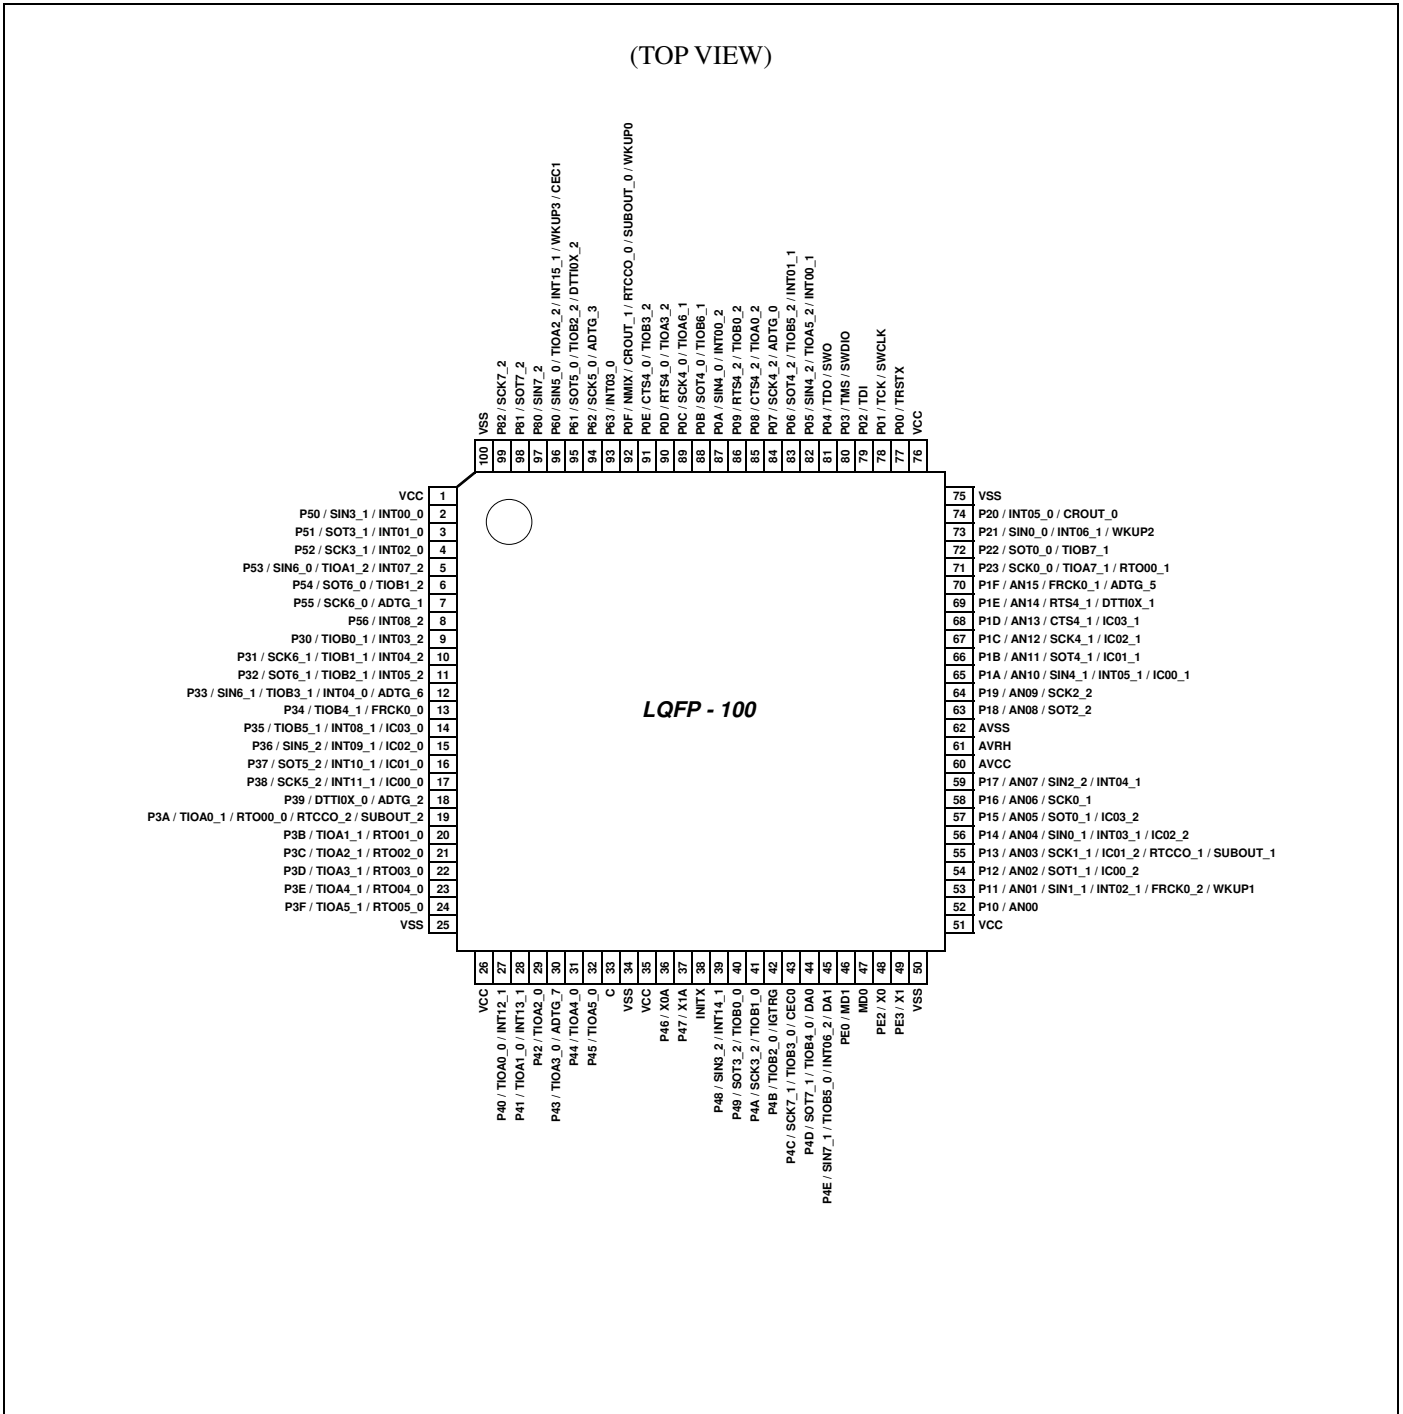 (TOP VIEW)
VSS
P82 / SCK7_2
P81 / SOT7_2
P80 / SIN7_2
P60 / SIN5_0 / TIOA2_2 / INT15_1 / WKUP3 / CEC1
P61 / SOT5_0 / TIOB2_2 / DTTI0X_2
P62 / SCK5_0 / ADTG_3
P63 / INT03_0
P0F / NMIX / CROUT_1 / RTCCO_0 / SUBOUT_0 / WKUP0
P0E / CTS4_0 / TIOB3_2
P0D / RTS4_0 / TIOA3_2
P0C / SCK4_0 / TIOA6_1
P0B / SOT4_0 / TIOB6_1
P0A / SIN4_0 / INT00_2
P09 / RTS4_2 / TIOB0_2
P08 / CTS4_2 / TIOA0_2
P07 / SCK4_2 / ADTG_0
P06 / SOT4_2 / TIOB5_2 / INT01_1
P05 / SIN4_2 / TIOA5_2 / INT00_1
P04 / TDO / SWO
P03 / TMS / SWDIO
P02 / TDI
P01 / TCK / SWCLK
P00 / TRSTX
VCC
100 99 98 97 96 95 94 93 92 91 90 89 88 87 86 85 84 83 82 81 80 79 78 77 76
VCC 1
P50 / SIN3_1 / INT00_0 2
P51 / SOT3_1 / INT01_0 3
P52 / SCK3_1 / INT02_0 4
P53 / SIN6_0 / TIOA1_2 / INT07_2 5
P54 / SOT6_0 / TIOB1_2 6
P55 / SCK6_0 / ADTG_1 7
P56 / INT08_2 8
P30 / TIOB0_1 / INT03_2 9
P31 / SCK6_1 / TIOB1_1 / INT04_2 10
P32 / SOT6_1 / TIOB2_1 / INT05_2 11
P33 / SIN6_1 / TIOB3_1 / INT04_0 / ADTG_6 12
P34 / TIOB4_1 / FRCK0_0 13
P35 / TIOB5_1 / INT08_1 / IC03_0 14
P36 / SIN5_2 / INT09_1 / IC02_0 15
P37 / SOT5_2 / INT10_1 / IC01_0 16
P38 / SCK5_2 / INT11_1 / IC00_0 17
P39 / DTTI0X_0 / ADTG_2 18
P3A / TIOA0_1 / RTO00_0 / RTCCO_2 / SUBOUT_2 19
P3B / TIOA1_1 / RTO01_0 20
P3C / TIOA2_1 / RTO02_0 21
P3D / TIOA3_1 / RTO03_0 22
P3E / TIOA4_1 / RTO04_0 23
P3F / TIOA5_1 / RTO05_0 24
VSS 25
LQFP - 100
75 VSS
74 P20 / INT05_0 / CROUT_0
73 P21 / SIN0_0 / INT06_1 / WKUP2
72 P22 / SOT0_0 / TIOB7_1
71 P23 / SCK0_0 / TIOA7_1 / RTO00_1
70 P1F / AN15 / FRCK0_1 / ADTG_5
69 P1E / AN14 / RTS4_1 / DTTI0X_1
68 P1D / AN13 / CTS4_1 / IC03_1
67 P1C / AN12 / SCK4_1 / IC02_1
66 P1B / AN11 / SOT4_1 / IC01_1
65 P1A / AN10 / SIN4_1 / INT05_1 / IC00_1
64 P19 / AN09 / SCK2_2
63 P18 / AN08 / SOT2_2
62 AVSS
61 AVRH
60 AVCC
59 P17 / AN07 / SIN2_2 / INT04_1
58 P16 / AN06 / SCK0_1
57 P15 / AN05 / SOT0_1 / IC03_2
56 P14 / AN04 / SIN0_1 / INT03_1 / IC02_2
55 P13 / AN03 / SCK1_1 / IC01_2 / RTCCO_1 / SUBOUT_1
54 P12 / AN02 / SOT1_1 / IC00_2
53 P11 / AN01 / SIN1_1 / INT02_1 / FRCK0_2 / WKUP1
52 P10 / AN00
51 VCC
26 27 28 29 30 31 32 33 34 35 36 37 38 39 40 41 42 43 44 45 46 47 48 49 50
VCC
P40 / TIOA0_0 / INT12_1
P41 / TIOA1_0 / INT13_1
P42 / TIOA2_0
P43 / TIOA3_0 / ADTG_7
P44 / TIOA4_0
P45 / TIOA5_0
C
VSS
VCC
P46 / X0A
P47 / X1A
INITX
P48 / SIN3_2 / INT14_1
P49 / SOT3_2 / TIOB0_0
P4A / SCK3_2 / TIOB1_0
P4B / TIOB2_0 / IGTRG
P4C / SCK7_1 / TIOB3_0 / CEC0
P4D / SOT7_1 / TIOB4_0 / DA0
P4E / SIN7_1 / TIOB5_0 / INT06_2 / DA1
PE0 / MD1
MD0
PE2 / X0
PE3 / X1
VSS